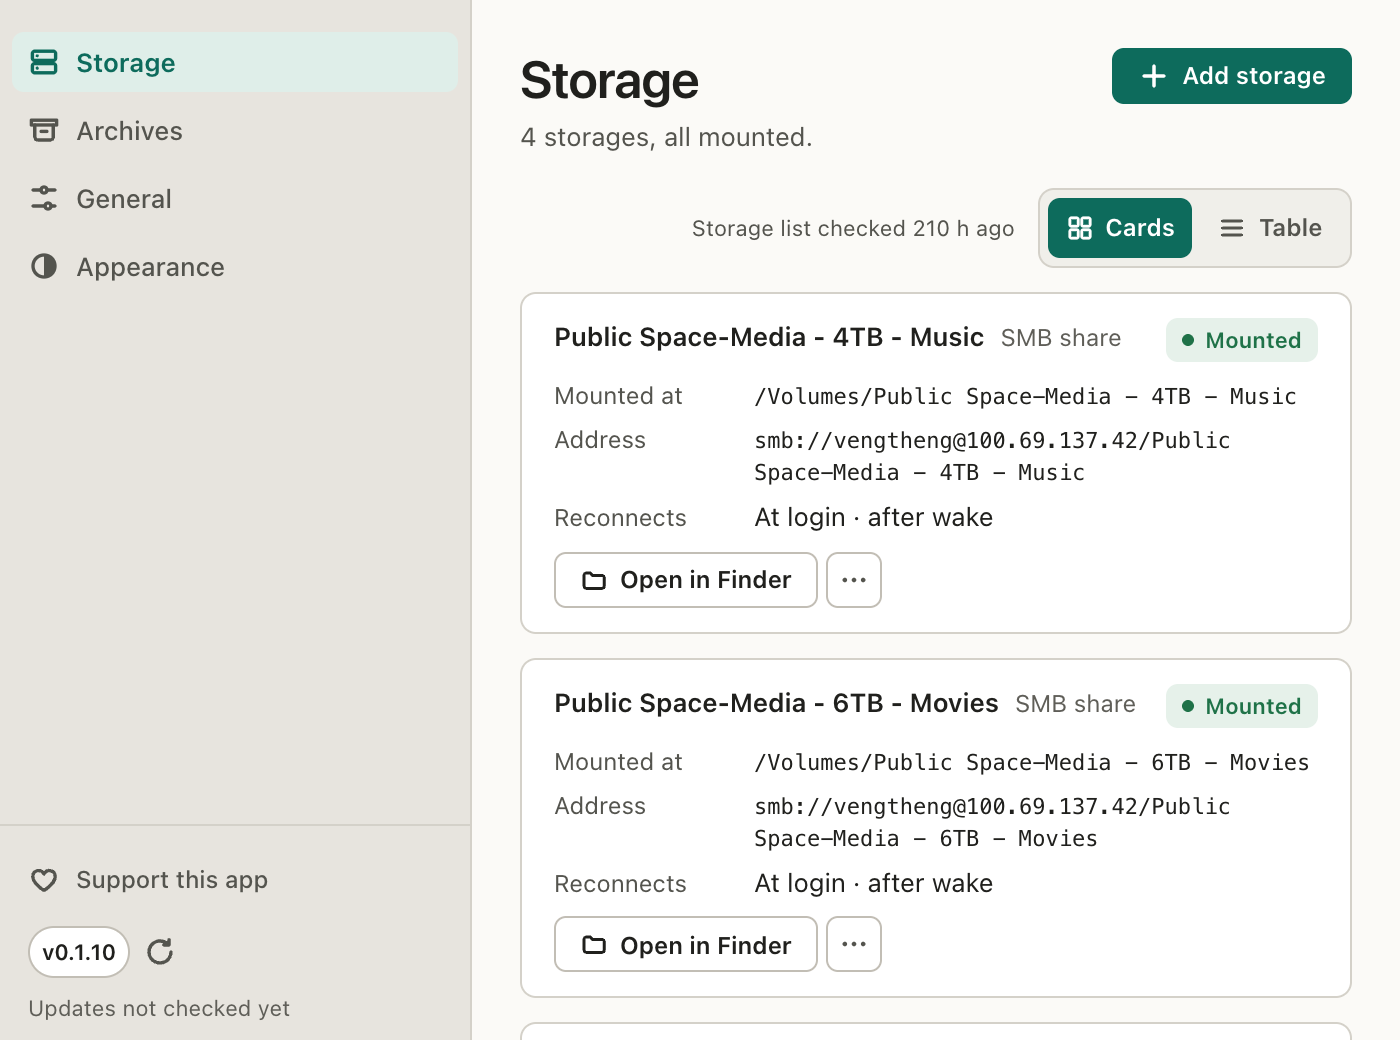 Storage
Archives
General
Appearance
Support this app
v0.1.10
Updates not checked yet
Storage
Add storage
4 storages, all mounted.
Storage list checked 210 h ago
Cards
Table
Public Space-Media - 4TB - Music SMB share
Mounted
Mounted at /Volumes/Public Space-Media - 4TB - Music
Address smb://vengtheng@100.69.137.42/Public
Space-Media - 4TB - Music
Reconnects At login · after wake
Open in Finder ···
Public Space-Media - 6TB - Movies SMB share
Mounted
Mounted at /Volumes/Public Space-Media - 6TB - Movies
Address smb://vengtheng@100.69.137.42/Public
Space-Media - 6TB - Movies
Reconnects At login · after wake
Open in Finder ···